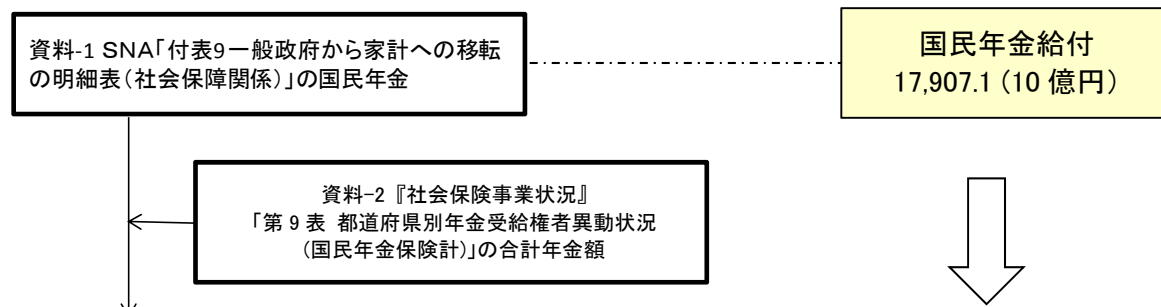 資料-1 SNA「付表9一般政府から家計への移転
の明細表(社会保障関係)」の国民年金
国民年金給付
17,907.1 (10 億円)
資料-2『社会保険事業状況』
「第 9 表 都道府県別年金受給権者異動状況
(国民年金保険計)」の合計年金額